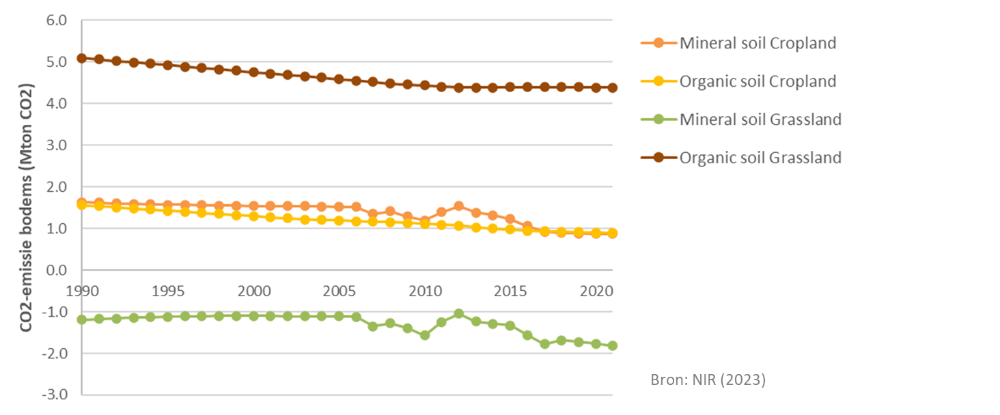 6.0
5.0
4.0
3.0
2.0
1.0
0.0
-1.0
-2.0
-3.0
CO2-emissie bodems (Mton CO2)
1990 1995 2000 2005 2010 2015 2020
Mineral soil Cropland
Organic soil Cropland
Mineral soil Grassland
Organic soil Grassland
Bron: NIR (2023)